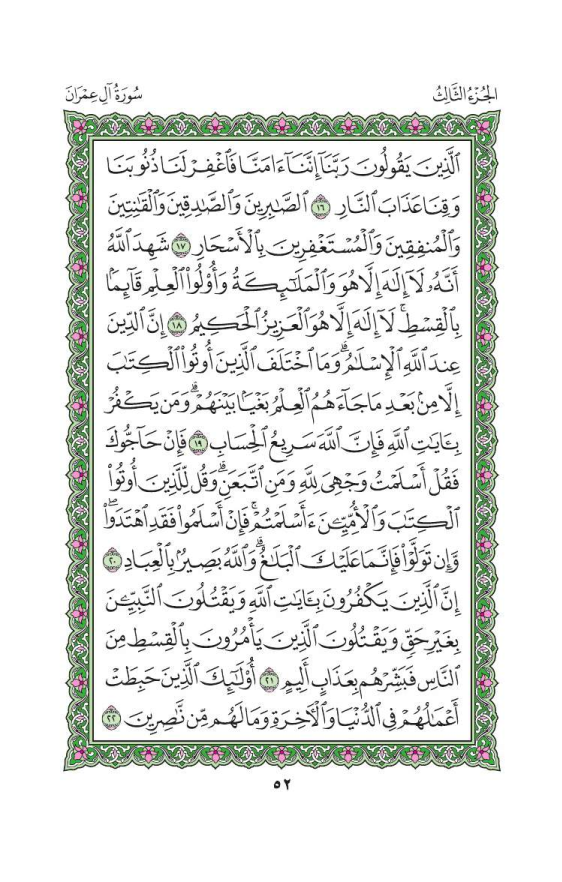 الجُزْءُ الثَّالِثُ
سُورَةُ آلِ عِمْرَان
ٱلَّذِينَ يَقُولُونَ رَبَّنَآ إِنَّنَآ ءَامَنَّا فَٱغْفِرْ لَنَا ذُنُوبَنَا
وَقِنَا عَذَابَ ٱلنَّارِ ١٦ ٱلصَّٰبِرِينَ وَٱلصَّٰدِقِينَ وَٱلْقَٰنِتِينَ
وَٱلْمُنفِقِينَ وَٱلْمُسْتَغْفِرِينَ بِٱلْأَسْحَارِ ١٧ شَهِدَ ٱللَّهُ
أَنَّهُۥ لَآ إِلَٰهَ إِلَّا هُوَ وَٱلْمَلَٰٓئِكَةُ وَأُو۟لُوا۟ ٱلْعِلْمِ قَآئِمَۢا
بِٱلْقِسْطِۚ لَآ إِلَٰهَ إِلَّا هُوَ ٱلْعَزِيزُ ٱلْحَكِيمُ ١٨ إِنَّ ٱلدِّينَ
عِندَ ٱللَّهِ ٱلْإِسْلَٰمُۗ وَمَا ٱخْتَلَفَ ٱلَّذِينَ أُوتُوا۟ ٱلْكِتَٰبَ
إِلَّا مِنۢ بَعْدِ مَا جَآءَهُمُ ٱلْعِلْمُ بَغْيَۢا بَيْنَهُمْۗ وَمَن يَكْفُرْ
بِـَٔايَٰتِ ٱللَّهِ فَإِنَّ ٱللَّهَ سَرِيعُ ٱلْحِسَابِ ١٩ فَإِنْ حَآجُّوكَ
فَقُلْ أَسْلَمْتُ وَجْهِىَ لِلَّهِ وَمَنِ ٱتَّبَعَنِۗ وَقُل لِّلَّذِينَ أُوتُوا۟
ٱلْكِتَٰبَ وَٱلْأُمِّيِّـۧنَ ءَأَسْلَمْتُمْۚ فَإِنْ أَسْلَمُوا۟ فَقَدِ ٱهْتَدَوا۟ۖ
وَّإِن تَوَلَّوْا۟ فَإِنَّمَا عَلَيْكَ ٱلْبَلَٰغُۗ وَٱللَّهُ بَصِيرُۢ بِٱلْعِبَادِ ٢٠
إِنَّ ٱلَّذِينَ يَكْفُرُونَ بِـَٔايَٰتِ ٱللَّهِ وَيَقْتُلُونَ ٱلنَّبِيِّـۧنَ
بِغَيْرِ حَقٍّ وَيَقْتُلُونَ ٱلَّذِينَ يَأْمُرُونَ بِٱلْقِسْطِ مِنَ
ٱلنَّاسِ فَبَشِّرْهُم بِعَذَابٍ أَلِيمٍ ٢١ أُو۟لَٰٓئِكَ ٱلَّذِينَ حَبِطَتْ
أَعْمَٰلُهُمْ فِى ٱلدُّنْيَا وَٱلْءَاخِرَةِ وَمَا لَهُم مِّن نَّٰصِرِينَ ٢٢
٥٢